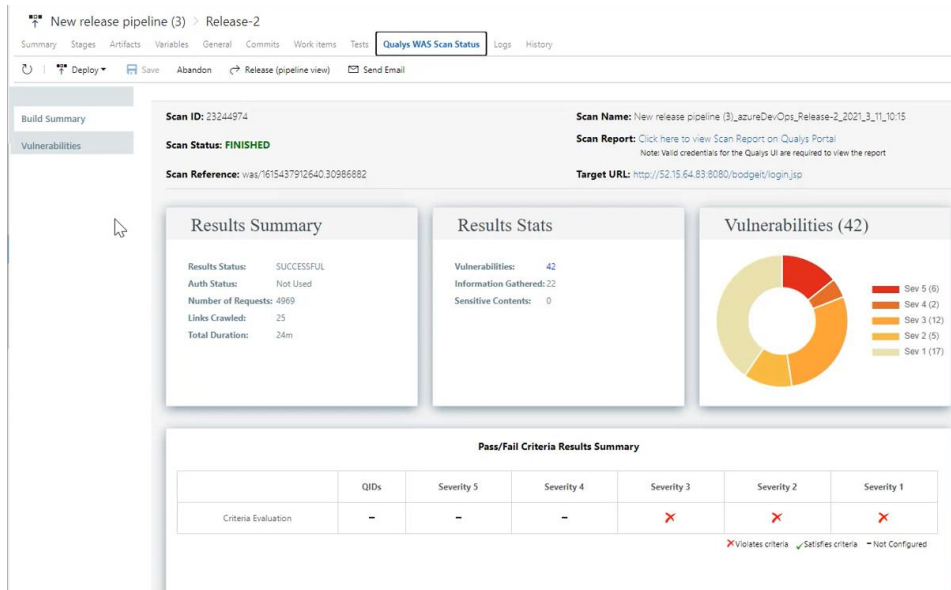 New release pipeline (3) > Release-2
Summary Stages Artifacts Variables General Commits Work items Tests Qualys WAS Scan Status Logs History
Deploy Save Abandon Release (pipeline view) Send Email
Build Summary
Vulnerabilities
Scan ID: 23244974
Scan Name: New release pipeline (3)_azureDevOps_Release-2_2021_3_11_10:15
Scan Status: FINISHED
Scan Report: Click here to view Scan Report on Qualys Portal
Note: Valid credentials for the Qualys UI are required to view the report
Scan Reference: was/1615437912640.30986882
Target URL: http://52.15.64.83:8080/bodgeit/login.jsp
Results Summary
Results Status: SUCCESSFUL
Auth Status: Not Used
Number of Requests: 4969
Links Crawled: 25
Total Duration: 24m
Results Stats
Vulnerabilities: 42
Information Gathered: 22
Sensitive Contents: 0
Vulnerabilities (42)
Sev 5 (6)
Sev 4 (2)
Sev 3 (12)
Sev 2 (5)
Sev 1 (17)
Pass/Fail Criteria Results Summary
QIDs Severity 5 Severity 4 Severity 3 Severity 2 Severity 1
Criteria Evaluation - - - ✗ ✗ ✗
✗Violates criteria ✓Satisfies criteria - Not Configured